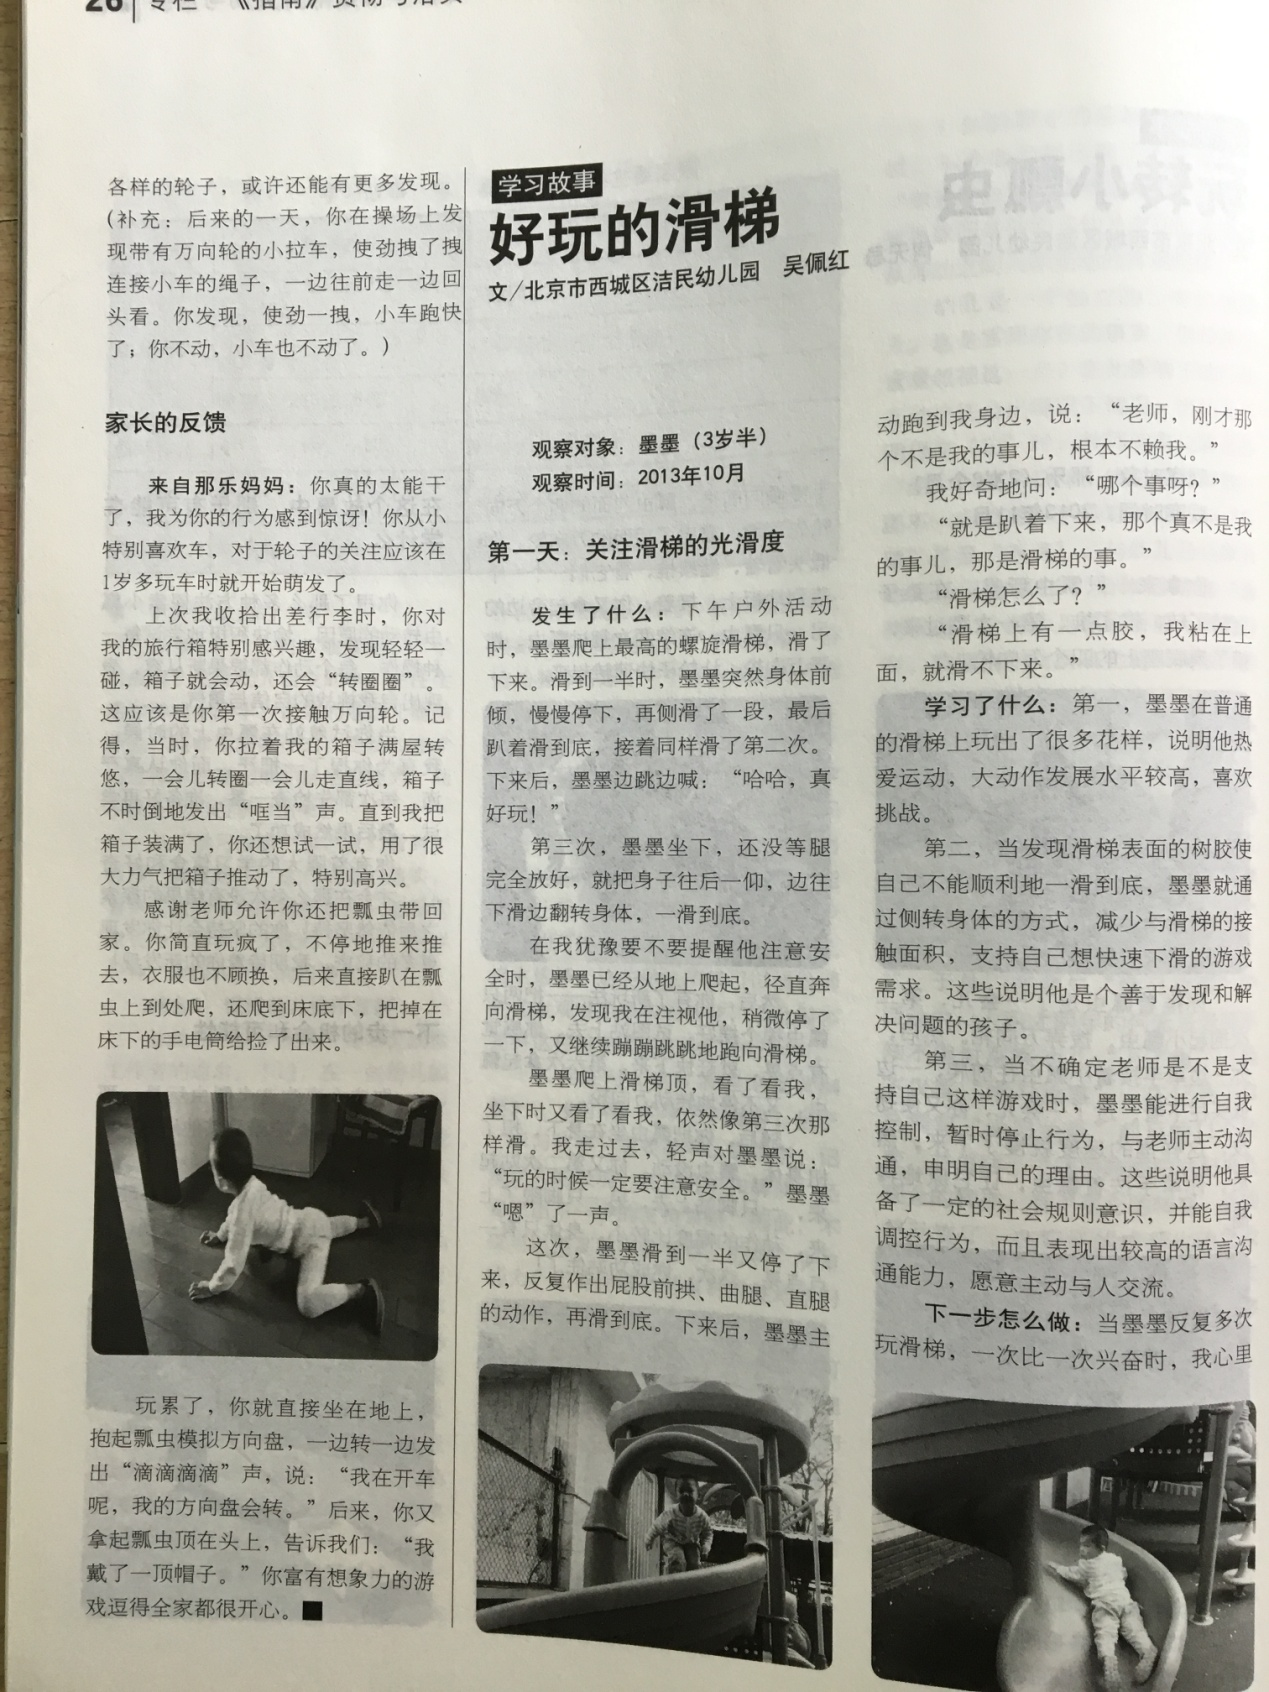 26 专栏 《指南》贯彻与落实
各样的轮子，或许还能有更多发现。
(补充：后来的一天，你在操场上发
现带有万向轮的小拉车，使劲拽了拽
连接小车的绳子，一边往前走一边回
头看。你发现，使劲一拽，小车跑快
了；你不动，小车也不动了。)
家长的反馈
来自那乐妈妈：你真的太能干
了，我为你的行为感到惊讶！你从小
特别喜欢车，对于轮子的关注应该在
1岁多玩车时就开始萌发了。
上次我收拾出差行李时，你对
我的旅行箱特别感兴趣，发现轻轻一
碰，箱子就会动，还会“转圈圈”。
这应该是你第一次接触万向轮。记
得，当时，你拉着我的箱子满屋转
悠，一会儿转圈一会儿走直线，箱子
不时倒地发出“哐当”声。直到我把
箱子装满了，你还想试一试，用了很
大力气把箱子推动了，特别高兴。
感谢老师允许你还把瓢虫带回
家。你简直玩疯了，不停地推来推
去，衣服也不顾换，后来直接趴在瓢
虫上到处爬，还爬到床底下，把掉在
床下的手电筒给捡了出来。
玩累了，你就直接坐在地上，
抱起瓢虫模拟方向盘，一边转一边发
出“滴滴滴滴”声，说：“我在开车
呢，我的方向盘会转。”后来，你又
拿起瓢虫顶在头上，告诉我们：“我
戴了一顶帽子。”你富有想象力的游
戏逗得全家都很开心。■
学习故事
好玩的滑梯
文/北京市西城区洁民幼儿园 吴佩红
观察对象：墨墨（3岁半）
观察时间：2013年10月
第一天：关注滑梯的光滑度
发生了什么：下午户外活动
时，墨墨爬上最高的螺旋滑梯，滑了
下来。滑到一半时，墨墨突然身体前
倾，慢慢停下，再侧滑了一段，最后
趴着滑到底，接着同样滑了第二次。
下来后，墨墨边跳边喊：“哈哈，真
好玩！”
第三次，墨墨坐下，还没等腿
完全放好，就把身子往后一仰，边往
下滑边翻转身体，一滑到底。
在我犹豫要不要提醒他注意安
全时，墨墨已经从地上爬起，径直奔
向滑梯，发现我在注视他，稍微停了
一下，又继续蹦蹦跳跳地跑向滑梯。
墨墨爬上滑梯顶，看了看我，
坐下时又看了看我，依然像第三次那
样滑。我走过去，轻声对墨墨说：
“玩的时候一定要注意安全。”墨墨
“嗯”了一声。
这次，墨墨滑到一半又停了下
来，反复作出屁股前拱、曲腿、直腿
的动作，再滑到底。下来后，墨墨主
动跑到我身边，说：“老师，刚才那
个不是我的事儿，根本不赖我。”
我好奇地问：“哪个事呀？”
“就是趴着下来，那个真不是我
的事儿，那是滑梯的事。”
“滑梯怎么了？”
“滑梯上有一点胶，我粘在上
面，就滑不下来。”
学习了什么：第一，墨墨在普通
的滑梯上玩出了很多花样，说明他热
爱运动，大动作发展水平较高，喜欢
挑战。
第二，当发现滑梯表面的树胶使
自己不能顺利地一滑到底，墨墨就通
过侧转身体的方式，减少与滑梯的接
触面积，支持自己想快速下滑的游戏
需求。这些说明他是个善于发现和解
决问题的孩子。
第三，当不确定老师是不是支
持自己这样游戏时，墨墨能进行自我
控制，暂时停止行为，与老师主动沟
通，申明自己的理由。这些说明他具
备了一定的社会规则意识，并能自我
调控行为，而且表现出较高的语言沟
通能力，愿意主动与人交流。
下一步怎么做：当墨墨反复多次
玩滑梯，一次比一次兴奋时，我心里